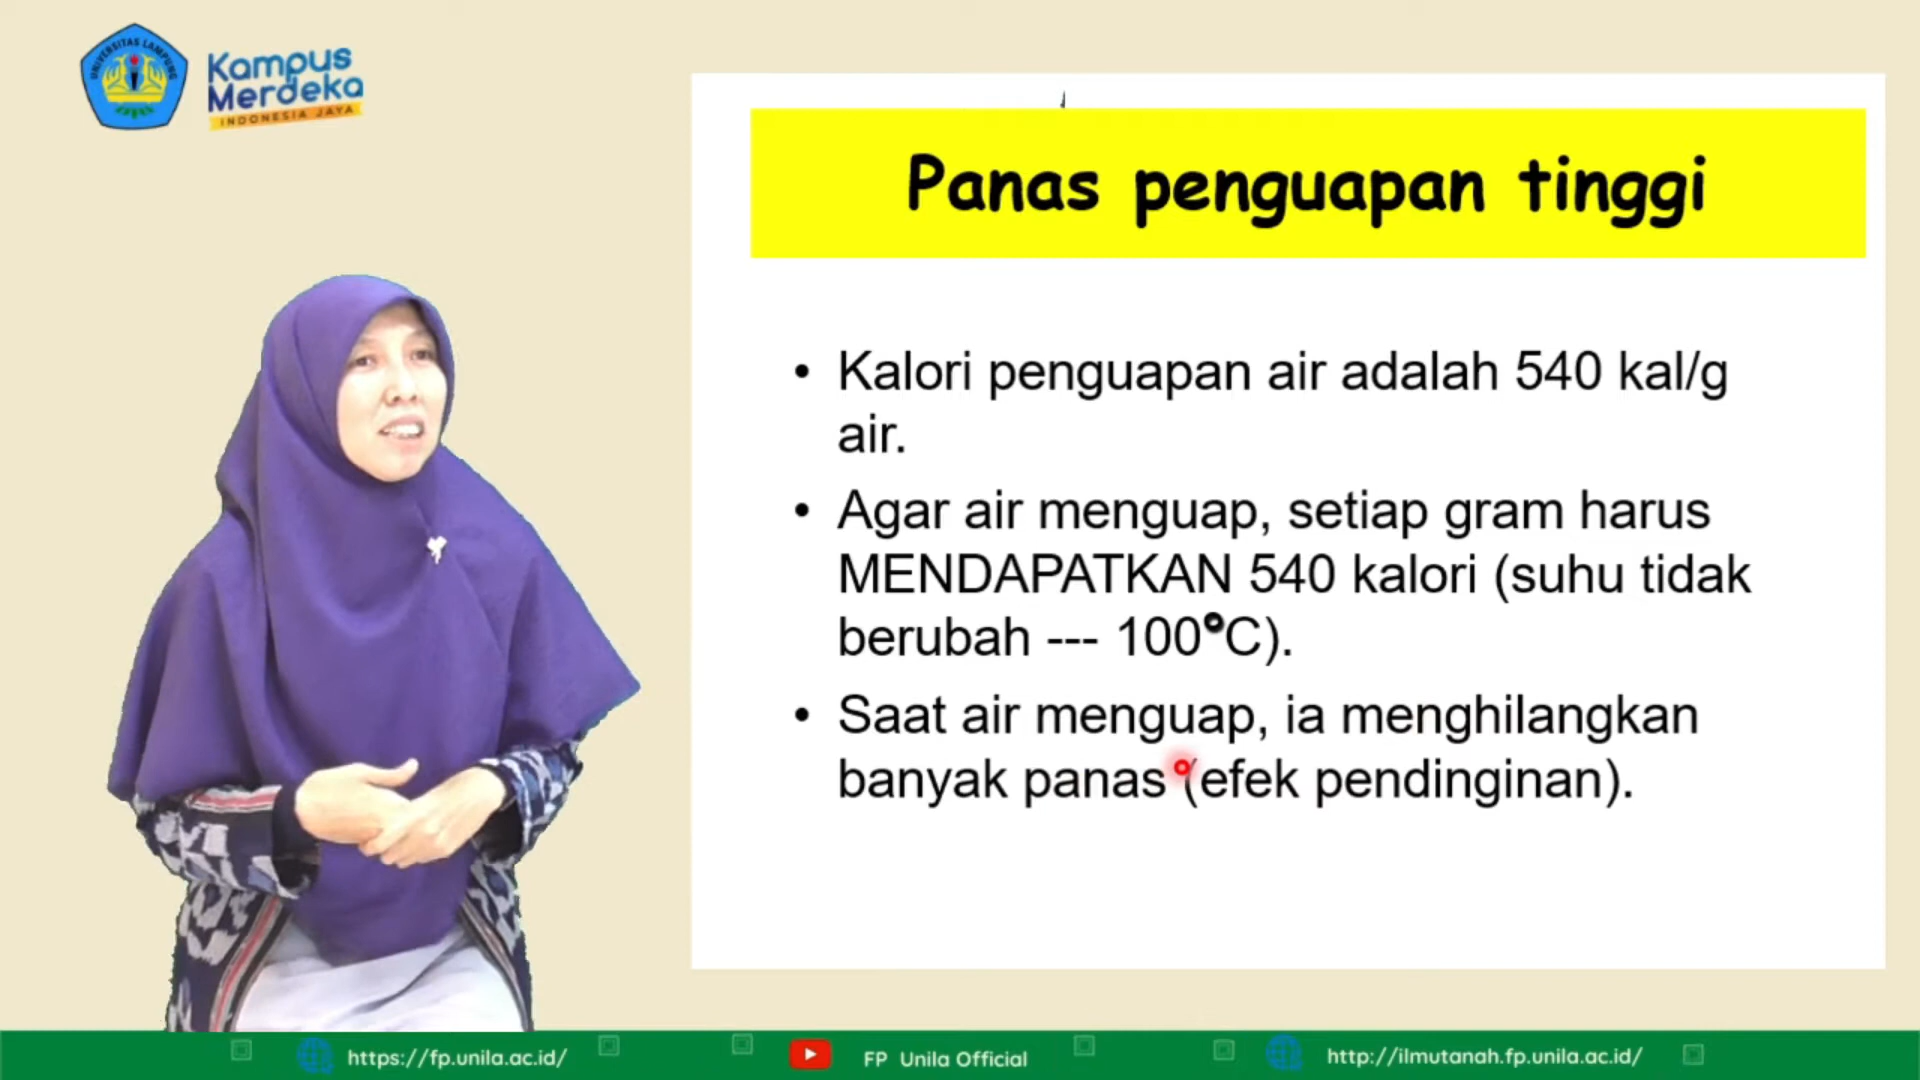 UNIVERSITAS LAMPUNG
Kampus
Merdeka
INDONESIA JAYA
Panas penguapan tinggi
• Kalori penguapan air adalah 540 kal/g
air.
• Agar air menguap, setiap gram harus
MENDAPATKAN 540 kalori (suhu tidak
berubah --- 100°C).
• Saat air menguap, ia menghilangkan
banyak panas (efek pendinginan).
https://fp.unila.ac.id/
FP Unila Official
http://ilmutanah.fp.unila.ac.id/